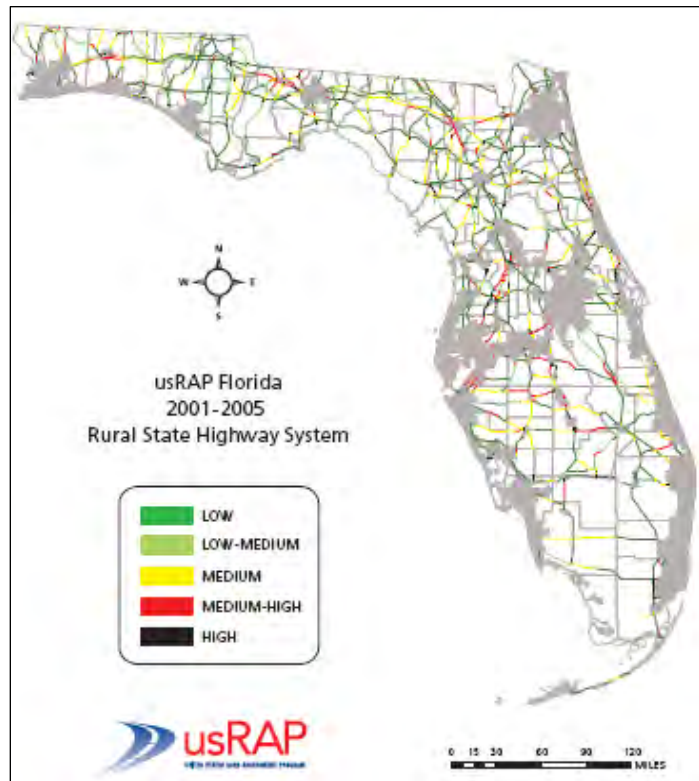 N
W E
S
usRAP Florida
2001-2005
Rural State Highway System
LOW
LOW-MEDIUM
MEDIUM
MEDIUM-HIGH
HIGH
usRAP
0 15 30 60 90 120
MILES